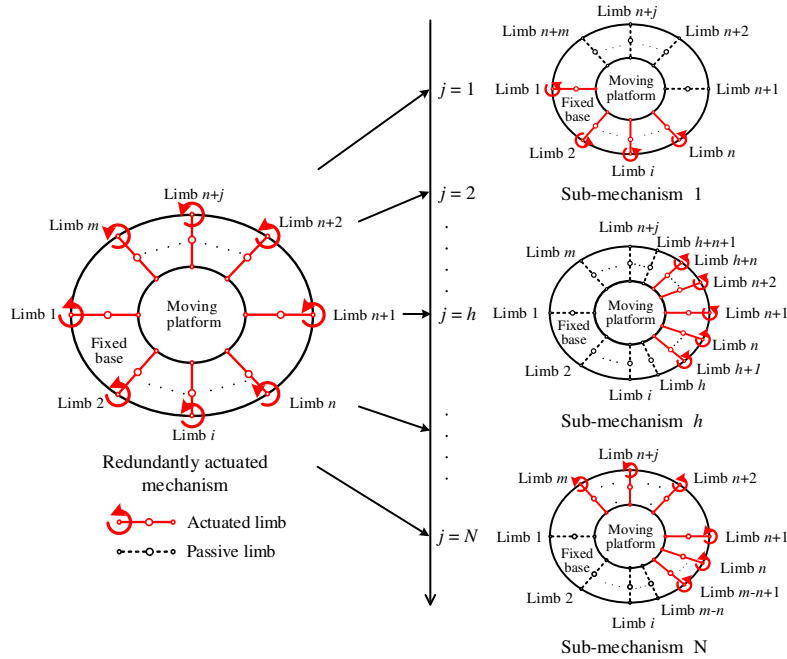 Limb n+j
Limb m
Limb n+2
Limb 1
Moving
platform
Limb n+1
Fixed
base
Limb 2
Limb n
Limb i
Redundantly actuated
mechanism
Actuated limb
Passive limb
j = 1
j = 2
j = h
j = N
Limb n+j
Limb n+m
Limb n+2
Limb 1
Moving
platform
Limb n+1
Fixed
base
Limb 2
Limb n
Limb i
Sub-mechanism 1
Limb n+j
Limb h+n+1
Limb m
Limb h+n
Limb n+2
Limb 1
Moving
platform
Limb n+1
Fixed
base
Limb n
Limb 2
Limb h+1
Limb h
Limb i
Sub-mechanism h
Limb n+j
Limb m
Limb n+2
Limb 1
Moving
platform
Limb n+1
Fixed
base
Limb n
Limb 2
Limb m-n+1
Limb m-n
Limb i
Sub-mechanism N